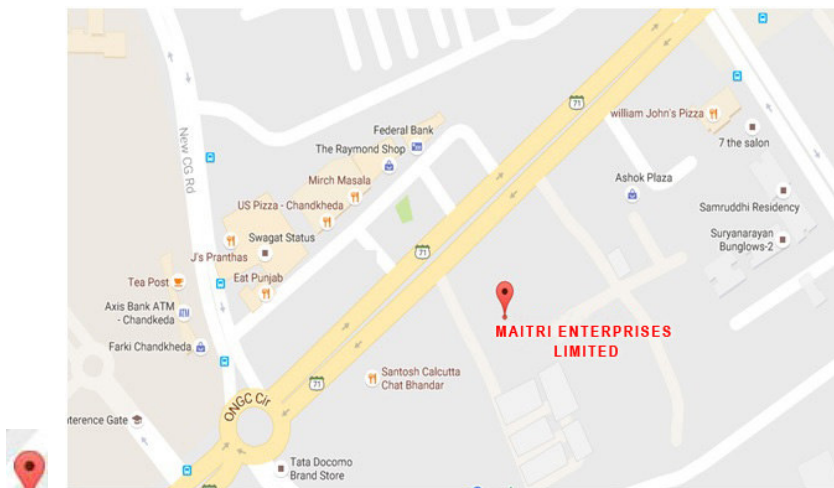 71
william John's Pizza
Federal Bank
The Raymond Shop
7 the salon
New CG Rd
Mirch Masala
Ashok Plaza
US Pizza - Chandkheda
Samruddhi Residency
Swagat Status
Suryanarayan
Bunglows-2
J's Pranthas
71
Eat Punjab
Tea Post
Axis Bank ATM
- Chandkeda
MAITRI ENTERPRISES
LIMITED
Farki Chandkheda
Santosh Calcutta
Chat Bhandar
71
ONGC Cir
terence Gate
Tata Docomo
Brand Store